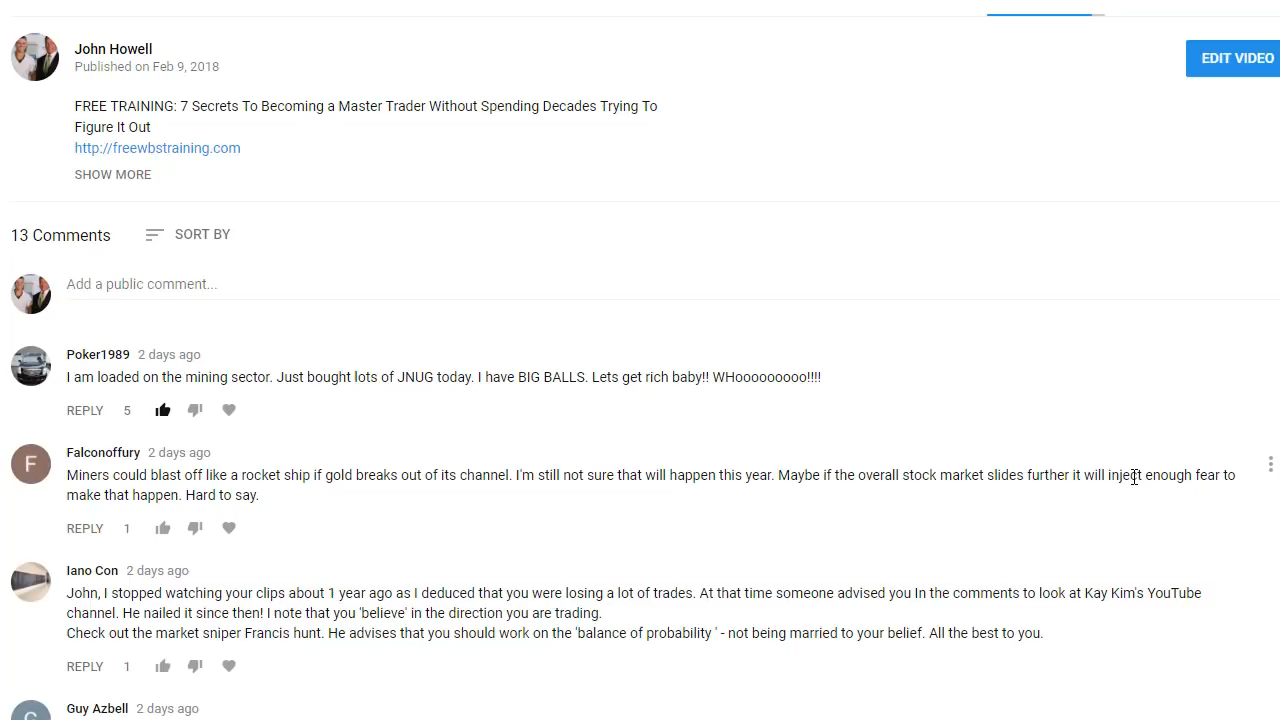 John Howell
Published on Feb 9, 2018
EDIT VIDEO
FREE TRAINING: 7 Secrets To Becoming a Master Trader Without Spending Decades Trying To
Figure It Out
http://freewbstraining.com
SHOW MORE
13 Comments
SORT BY
Add a public comment...
Poker1989 2 days ago
I am loaded on the mining sector. Just bought lots of JNUG today. I have BIG BALLS. Lets get rich baby!! WHooooooooo!!!!
REPLY 5
F
Falconoffury 2 days ago
Miners could blast off like a rocket ship if gold breaks out of its channel. I'm still not sure that will happen this year. Maybe if the overall stock market slides further it will inject enough fear to
make that happen. Hard to say.
REPLY 1
Iano Con 2 days ago
John, I stopped watching your clips about 1 year ago as I deduced that you were losing a lot of trades. At that time someone advised you In the comments to look at Kay Kim's YouTube
channel. He nailed it since then! I note that you 'believe' in the direction you are trading.
Check out the market sniper Francis hunt. He advises that you should work on the 'balance of probability ' - not being married to your belief. All the best to you.
REPLY 1
Guy Azbell 2 days ago